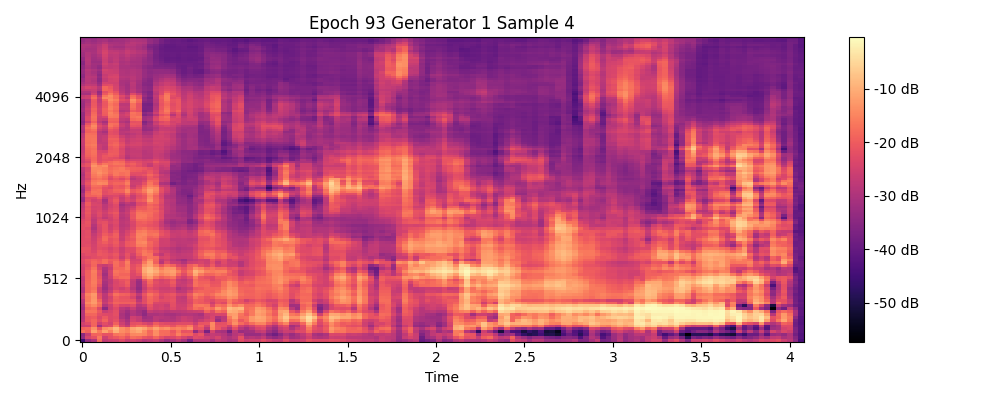 Epoch 93 Generator 1 Sample 4
Hz
4096
2048
1024
512
0
0 0.5 1 1.5 2 2.5 3 3.5 4
Time
-10 dB
-20 dB
-30 dB
-40 dB
-50 dB